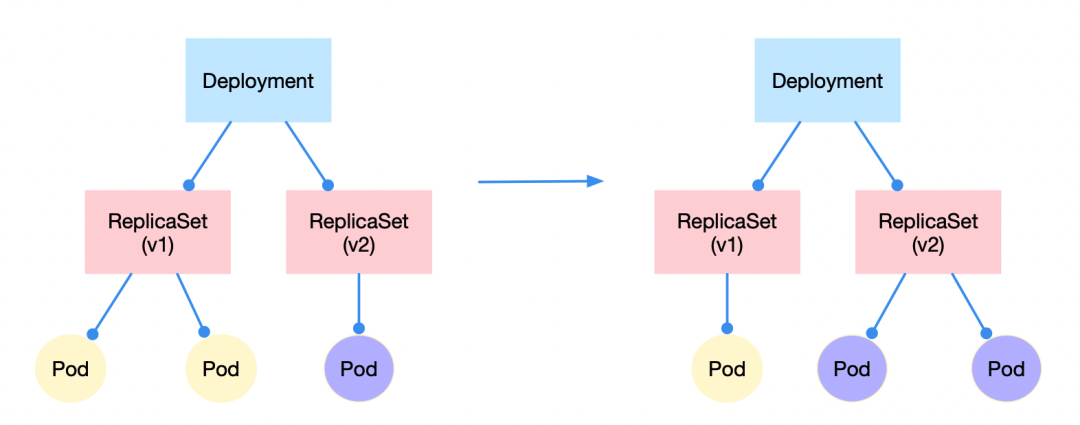 Deployment
ReplicaSet
(v1)
ReplicaSet
(v2)
Pod
Pod
Pod
Deployment
ReplicaSet
(v1)
ReplicaSet
(v2)
Pod
Pod
Pod